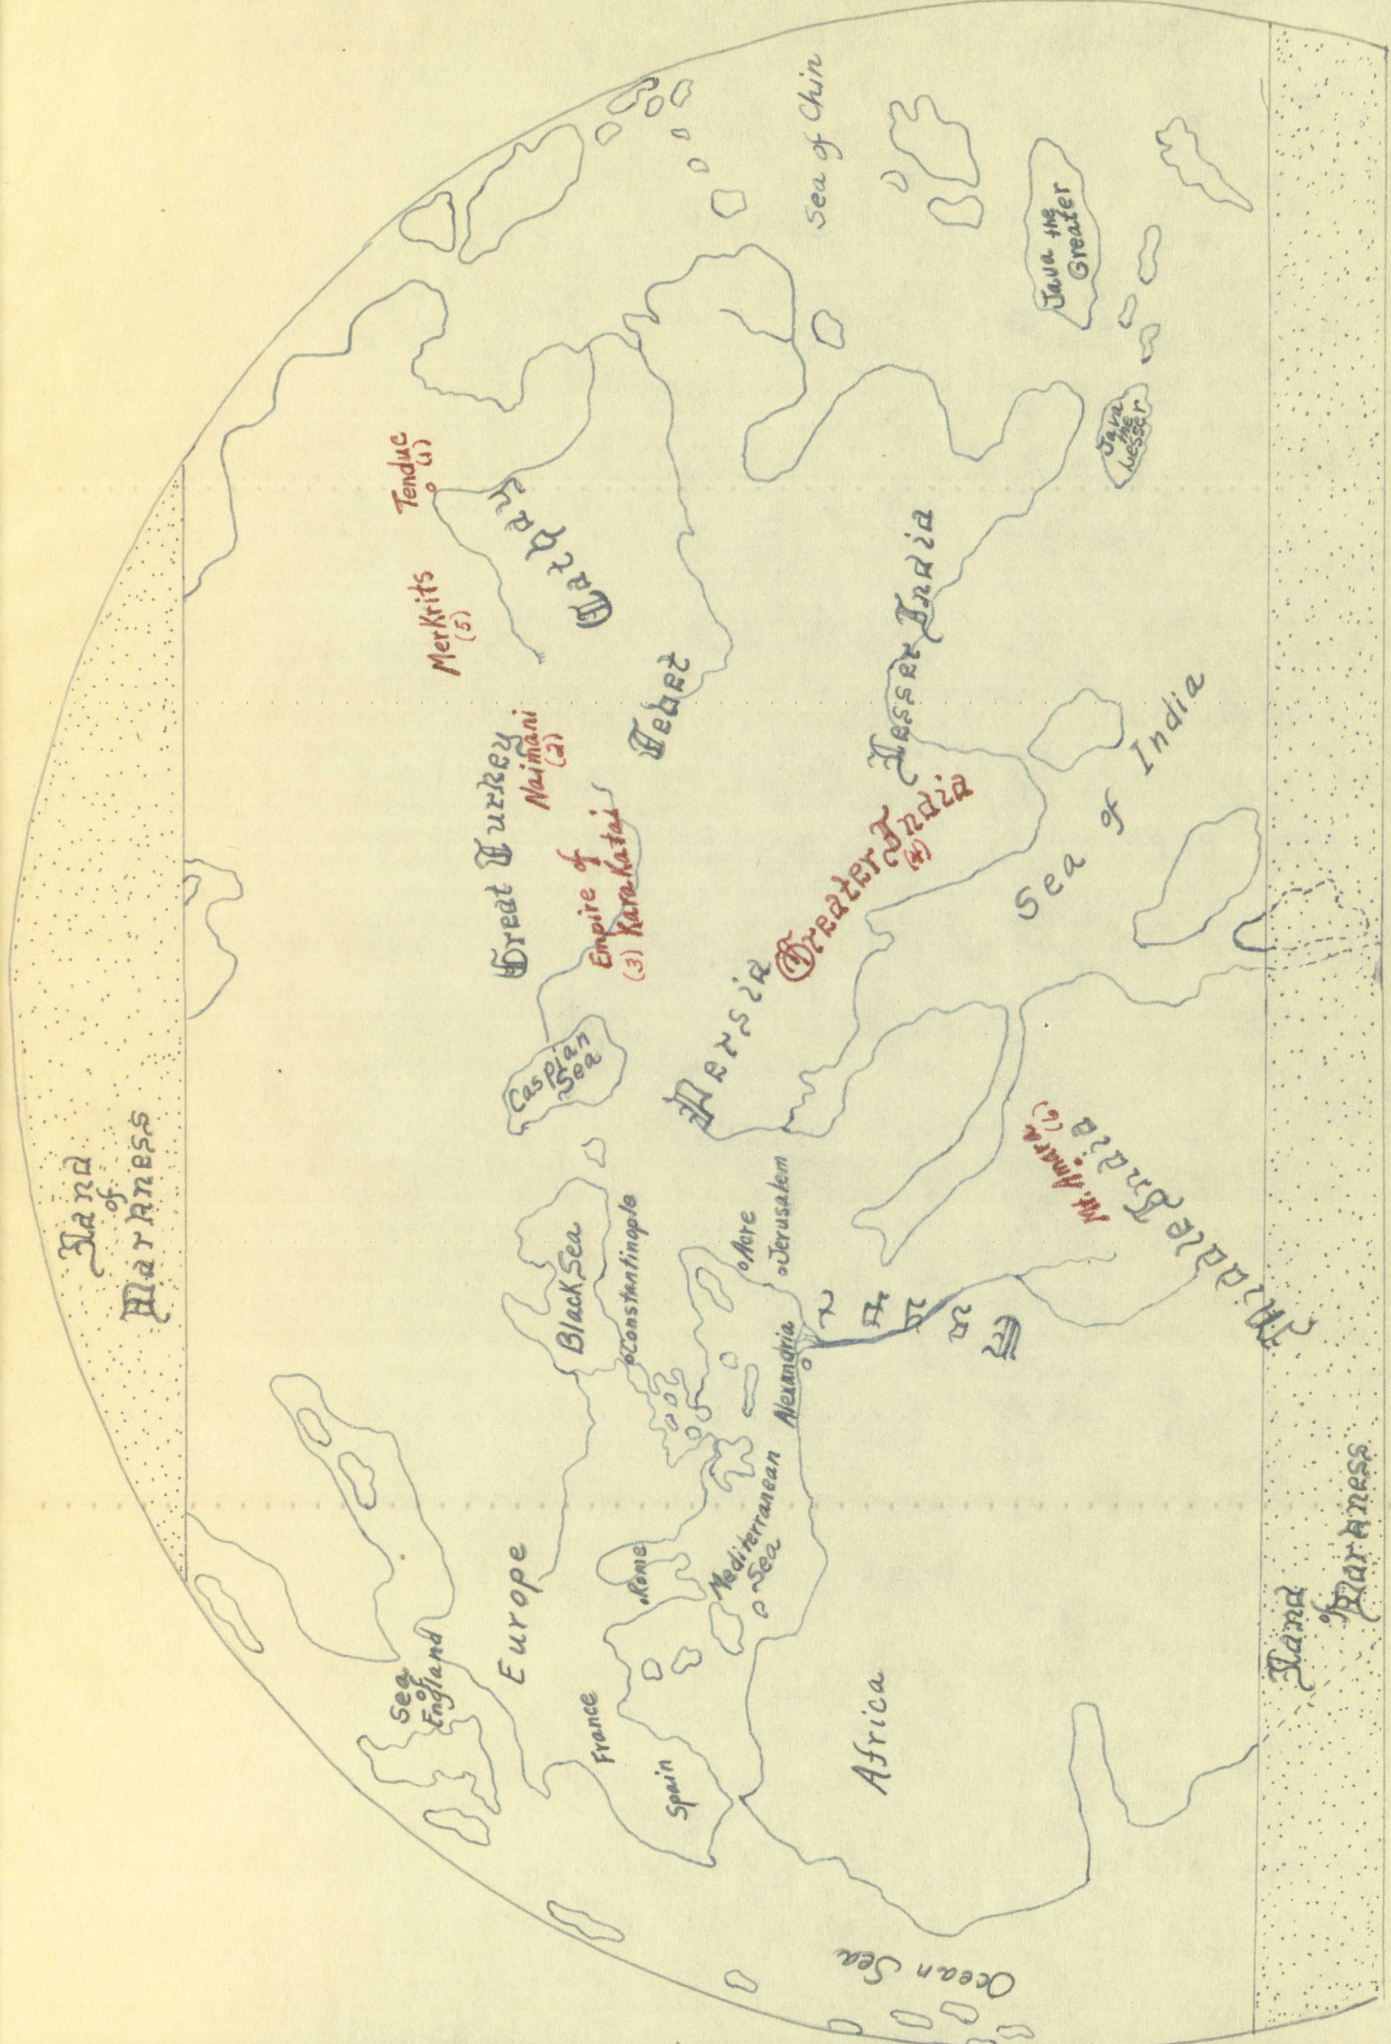 Land
of
Darkness
Sea of Chin
Java the
Greater
Java
the
Lesser
Tenduc
(1)
Merkrits
(5)
Cathay
Great Turkey
Naimani
(2)
Tebet
Empire of
(3) Kara Katai
Lesser India
Greater India
(4)
Sea of India
Persia
Caspian
Sea
Mt. Amara
(6)
Middle India
Black Sea
Constantinople
Acre
Jerusalem
Alexandria
Egypt
Mediterranean
Sea
Rome
Europe
Sea
of
England
France
Spain
Africa
Ocean Sea
Land
of
Darkness